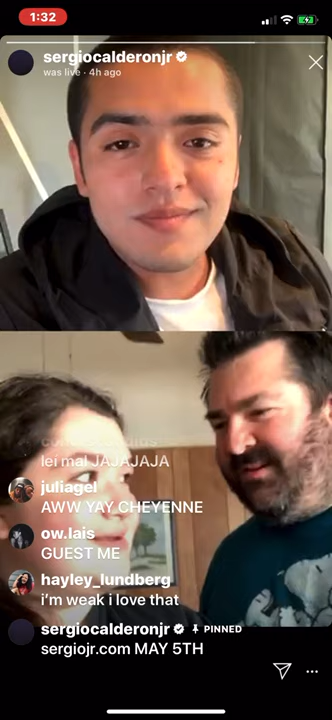 1:32
sergiocalderonjr
was live · 4h ago
lei mal JAJAJAJA
juliagel
AWW YAY CHEYENNE
ow.lais
GUEST ME
hayley_lundberg
i'm weak i love that
sergiocalderonjr PINNED
sergiojr.com MAY 5TH